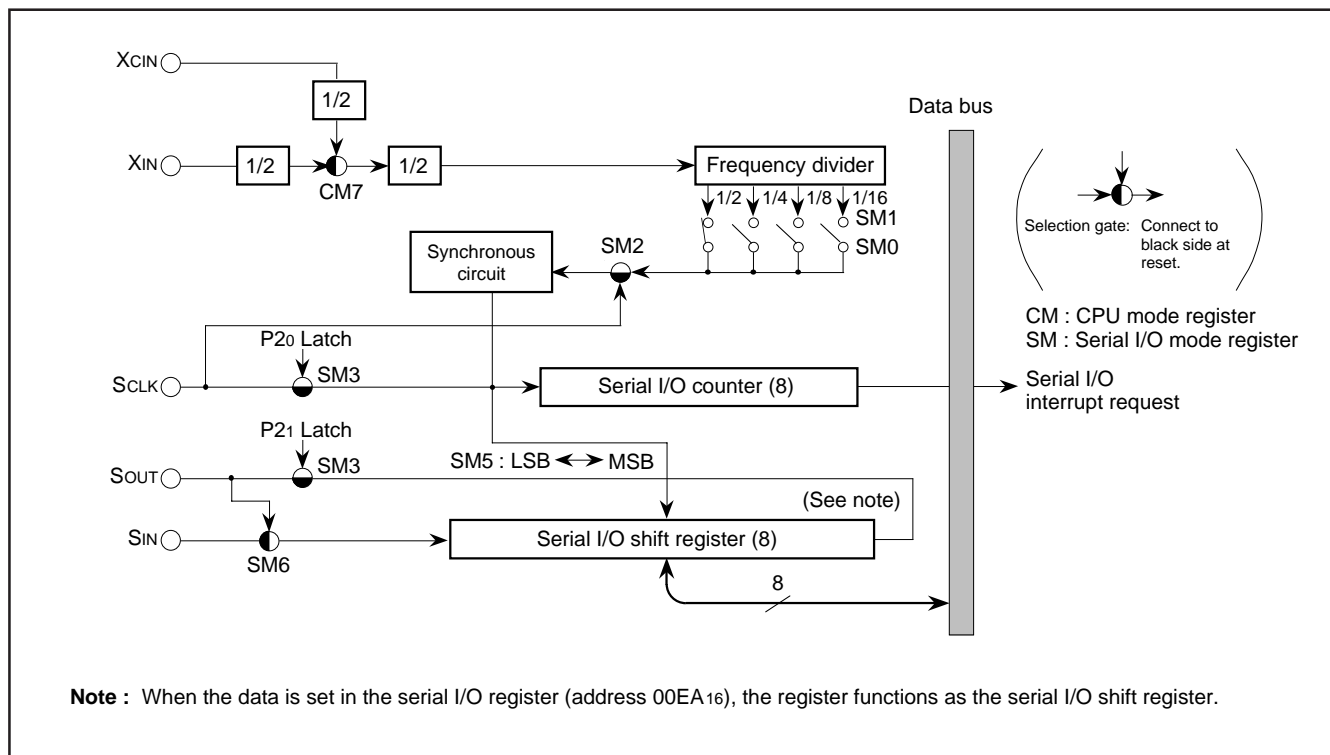 XCIN
1/2
Data bus
XIN
1/2
CM7
1/2
Frequency divider
1/2
1/4
1/8
1/16
SM1
SM0
Selection gate: Connect to
black side at
reset.
Synchronous
circuit
SM2
CM : CPU mode register
SM : Serial I/O mode register
P20 Latch
SCLK
SM3
Serial I/O counter (8)
Serial I/O
interrupt request
P21 Latch
SM3
SM5 : LSB MSB
SOUT
(See note)
SIN
SM6
Serial I/O shift register (8)
8
Note : When the data is set in the serial I/O register (address 00EA16), the register functions as the serial I/O shift register.